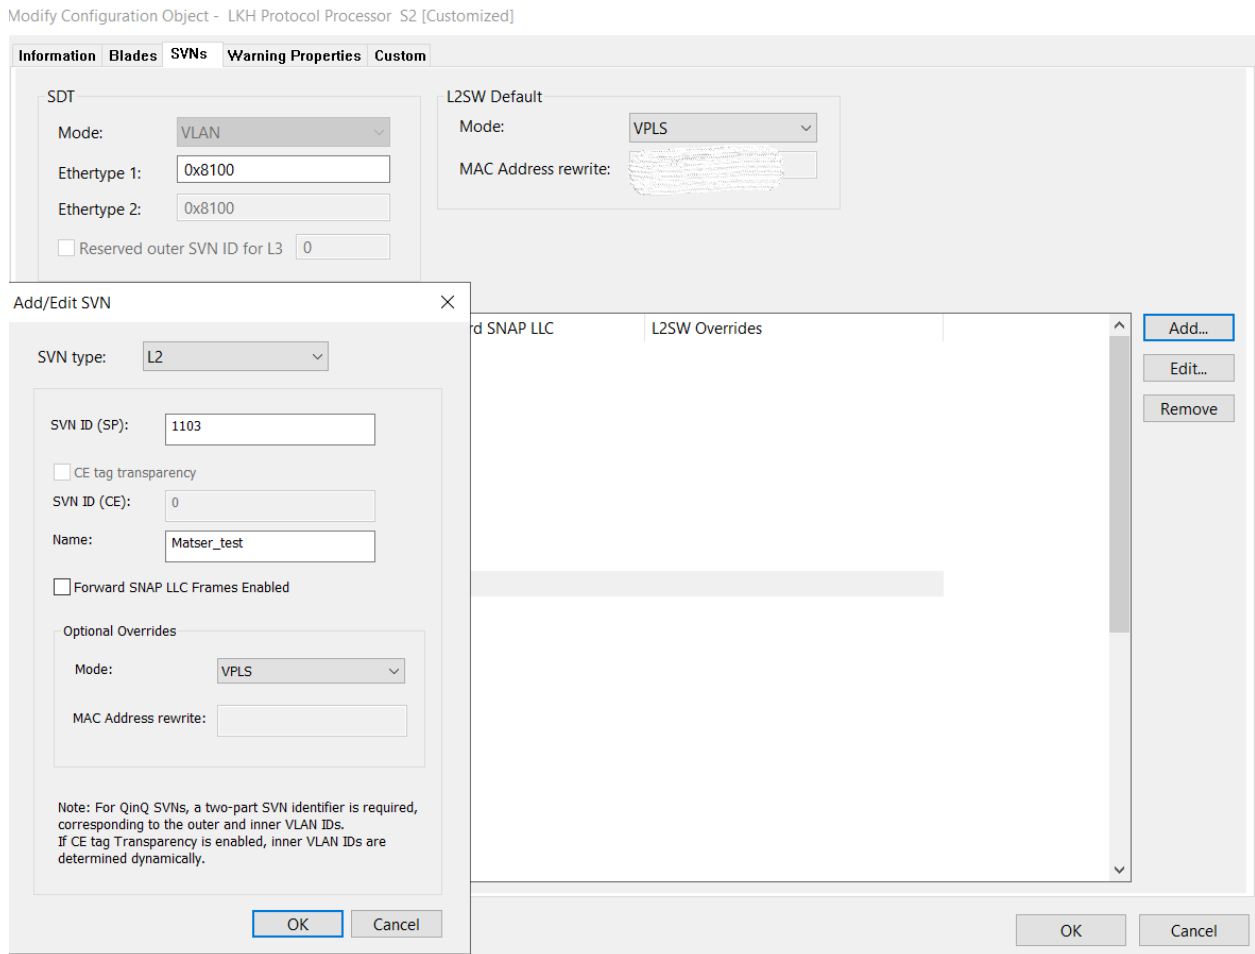 Modify Configuration Object -  LKH Protocol Processor  S2 [Customized]
Information Blades SVNs Warning Properties Custom
SDT
Mode: VLAN
Ethertype 1: 0x8100
Ethertype 2: 0x8100
Reserved outer SVN ID for L3 0
L2SW Default
Mode: VPLS
MAC Address rewrite:
SNAP LLC L2SW Overrides
Add...
Edit...
Remove
Add/Edit SVN
SVN type: L2
SVN ID (SP): 1103
CE tag transparency
SVN ID (CE): 0
Name: Matser_test
Forward SNAP LLC Frames Enabled
Optional Overrides
Mode: VPLS
MAC Address rewrite:
Note: For QinQ SVNs, a two-part SVN identifier is required,
corresponding to the outer and inner VLAN IDs.
If CE tag Transparency is enabled, inner VLAN IDs are
determined dynamically.
OK Cancel
OK Cancel